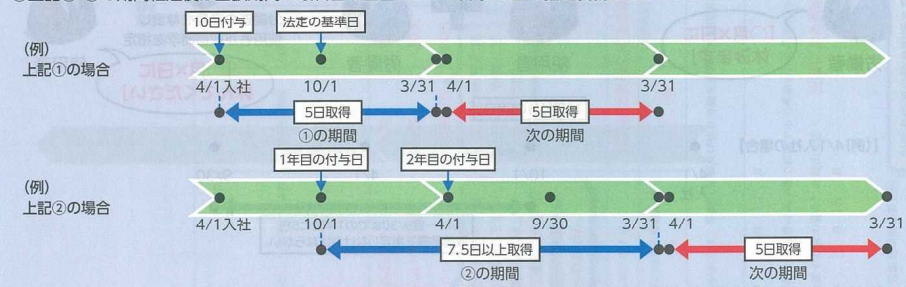 10日付与 法定の基準日
(例)
上記①の場合
4/1入社 10/1 3/31 4/1 3/31
5日取得 5日取得
①の期間 次の期間
1年目の付与日 2年目の付与日
(例)
上記②の場合
4/1入社 10/1 4/1 9/30 3/31 4/1 3/31
7.5日以上取得 5日取得
②の期間 次の期間